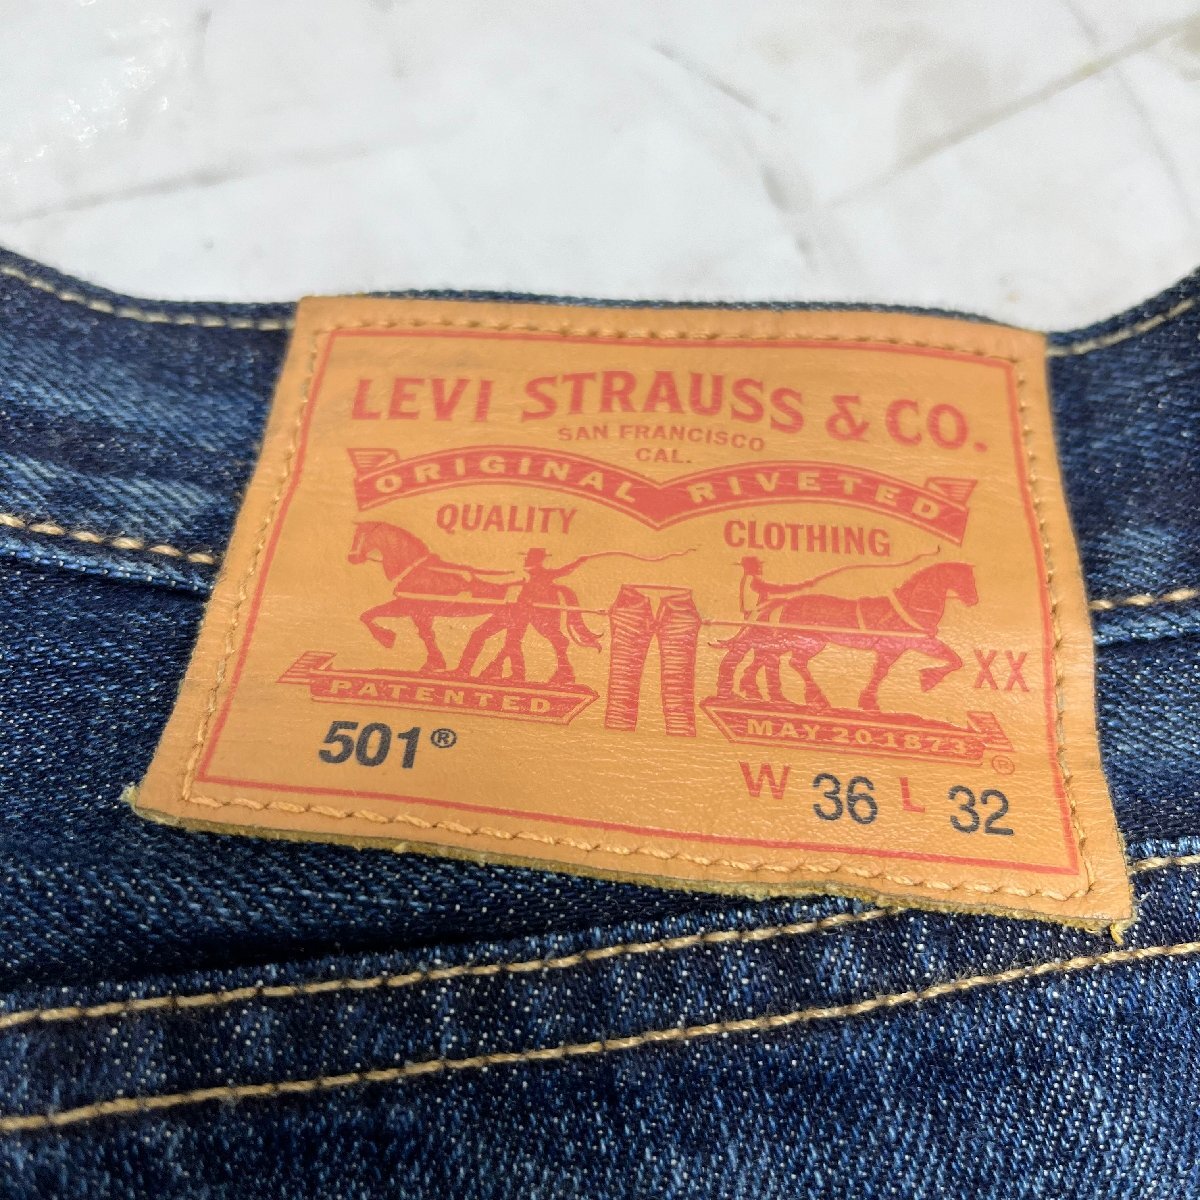 LEVI STRAUSS & CO.
SAN FRANCISCO
CAL.
ORIGINAL RIVETED
QUALITY CLOTHING
XX
PATENTED MAY 20 1873 ®
501®
W 36 L 32